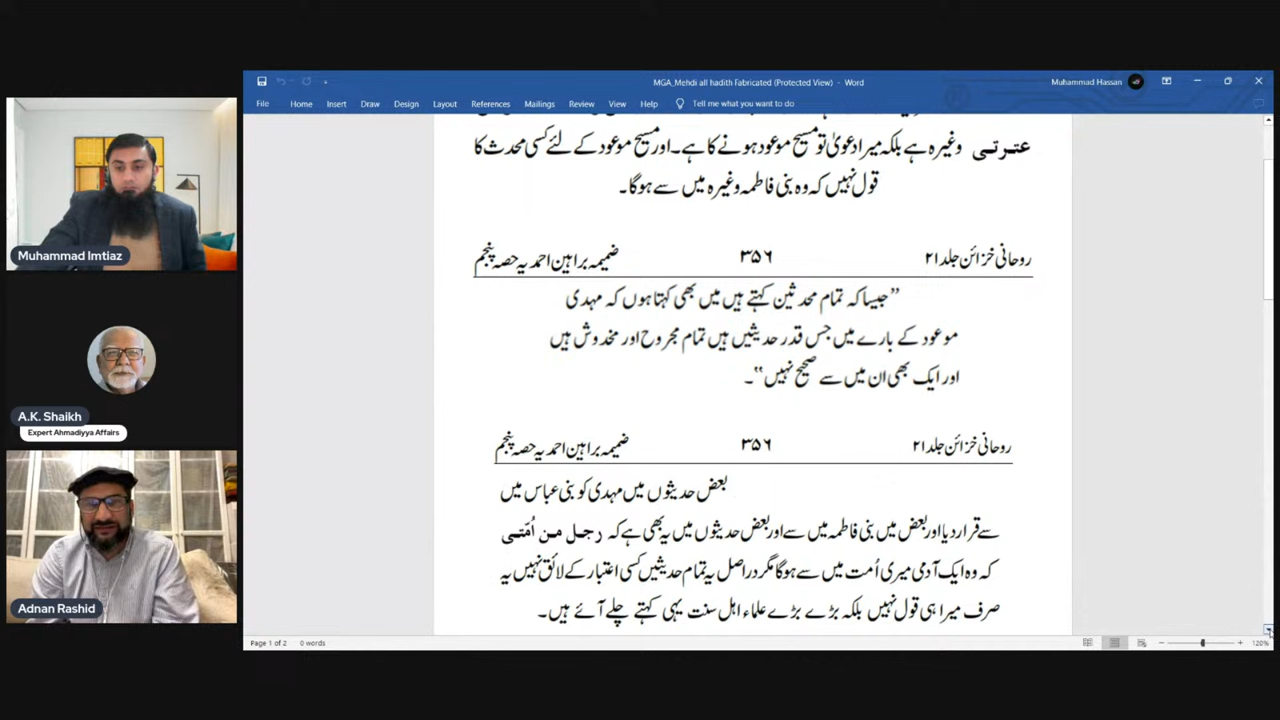 MGA_Mehdi all hadith Fabricated (Protected View) - Word
Muhammad Hassan
File Home Insert Draw Design Layout References Mailings Review View Help Tell me what you want to do
عترتی وغیرہ ہے بلکہ میرا دعویٰ تو مسیح موعود ہونے کا ہے۔ اور مسیح موعود کے لئے کسی محدث کا
قول نہیں کہ وہ بنی فاطمہ وغیرہ میں سے ہوگا۔
روحانی خزائن جلد ۲۱ ۳۵۶ ضمیمہ براہین احمدیہ حصہ پنجم
”جیسا کہ تمام محدثین کہتے ہیں میں بھی کہتا ہوں کہ مہدی
موعود کے بارے میں جس قدر حدیثیں ہیں تمام مجروح اور مخدوش ہیں
اور ایک بھی ان میں سے صحیح نہیں“۔
روحانی خزائن جلد ۲۱ ۳۵۶ ضمیمہ براہین احمدیہ حصہ پنجم
بعض حدیثوں میں مہدی کو بنی عباس میں
سے قرار دیا اور بعض میں بنی فاطمہ میں سے اور بعض حدیثوں میں یہ بھی ہے کہ رجل من اُمّتی
کہ وہ ایک آدمی میری اُمت میں سے ہوگا مگر دراصل یہ تمام حدیثیں کسی اعتبار کے لائق نہیں یہ
صرف میرا ہی قول نہیں بلکہ بڑے بڑے علماء اہل سنت یہی کہتے چلے آئے ہیں۔
Muhammad Imtiaz
A.K. Shaikh
Expert Ahmadiyya Affairs
Adnan Rashid
Page 1 of 2 0 words
120%